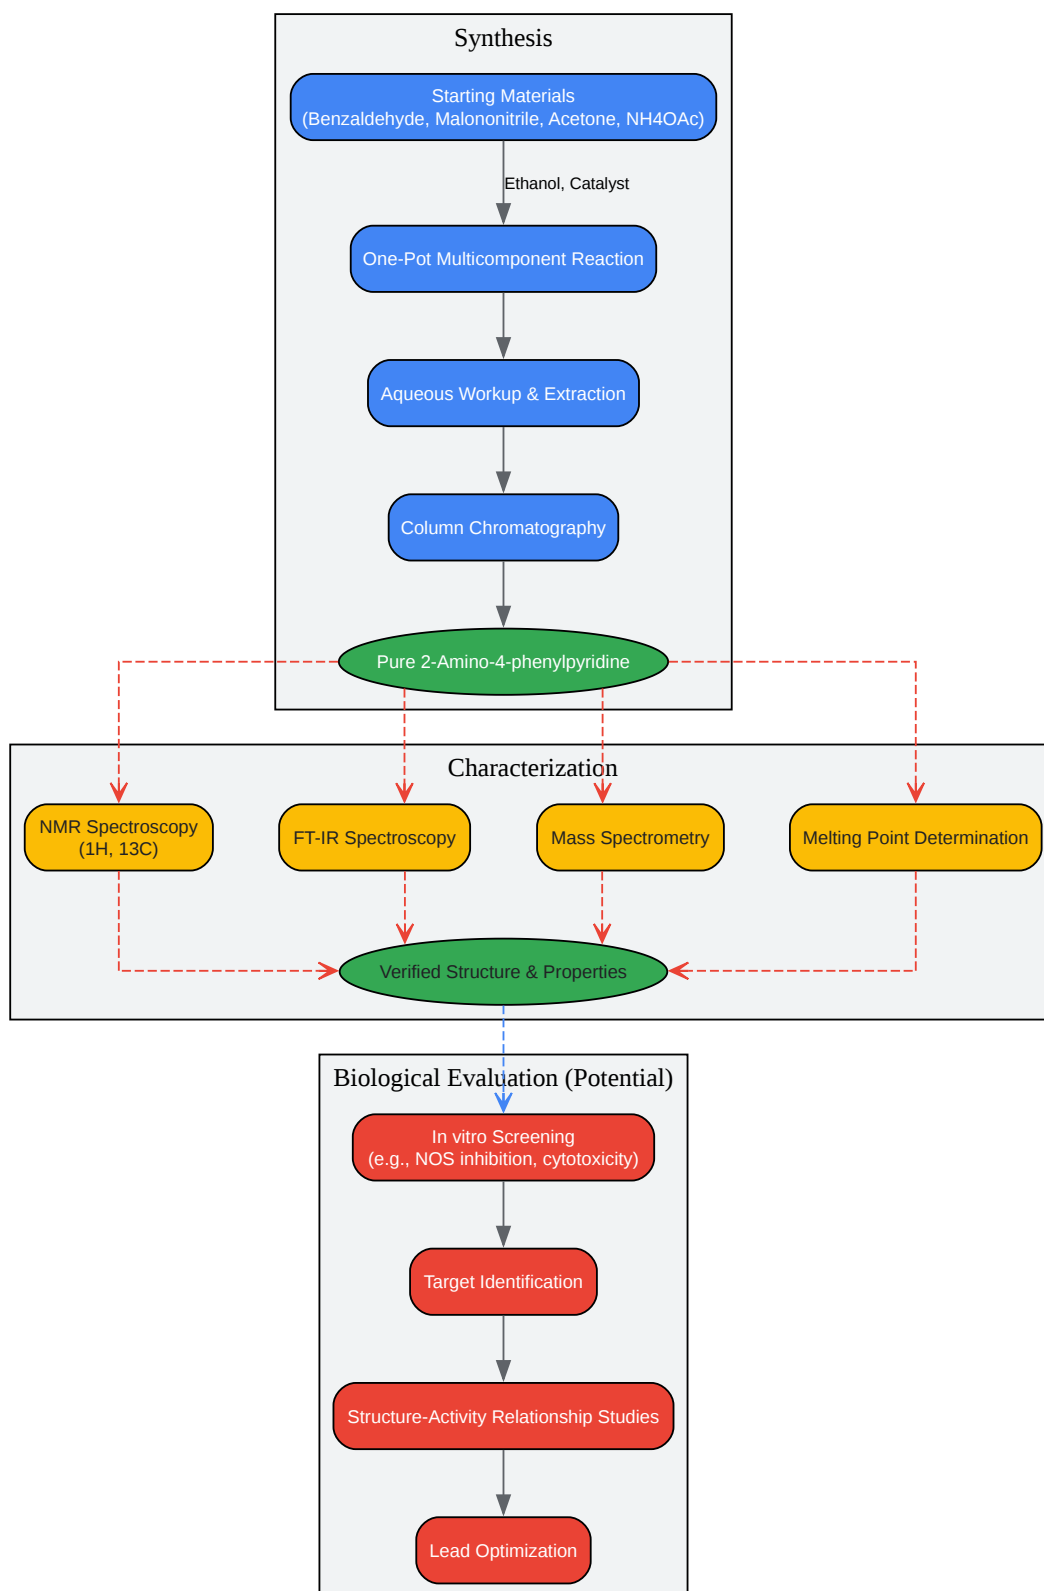 Synthesis
Starting Materials
(Benzaldehyde, Malononitrile, Acetone, NH4OAc)
Ethanol, Catalyst
One-Pot Multicomponent Reaction
Aqueous Workup & Extraction
Column Chromatography
Pure 2-Amino-4-phenylpyridine
Characterization
NMR Spectroscopy
(1H, 13C)
FT-IR Spectroscopy
Mass Spectrometry
Melting Point Determination
Verified Structure & Properties
Biological Evaluation (Potential)
In vitro Screening
(e.g., NOS inhibition, cytotoxicity)
Target Identification
Structure-Activity Relationship Studies
Lead Optimization